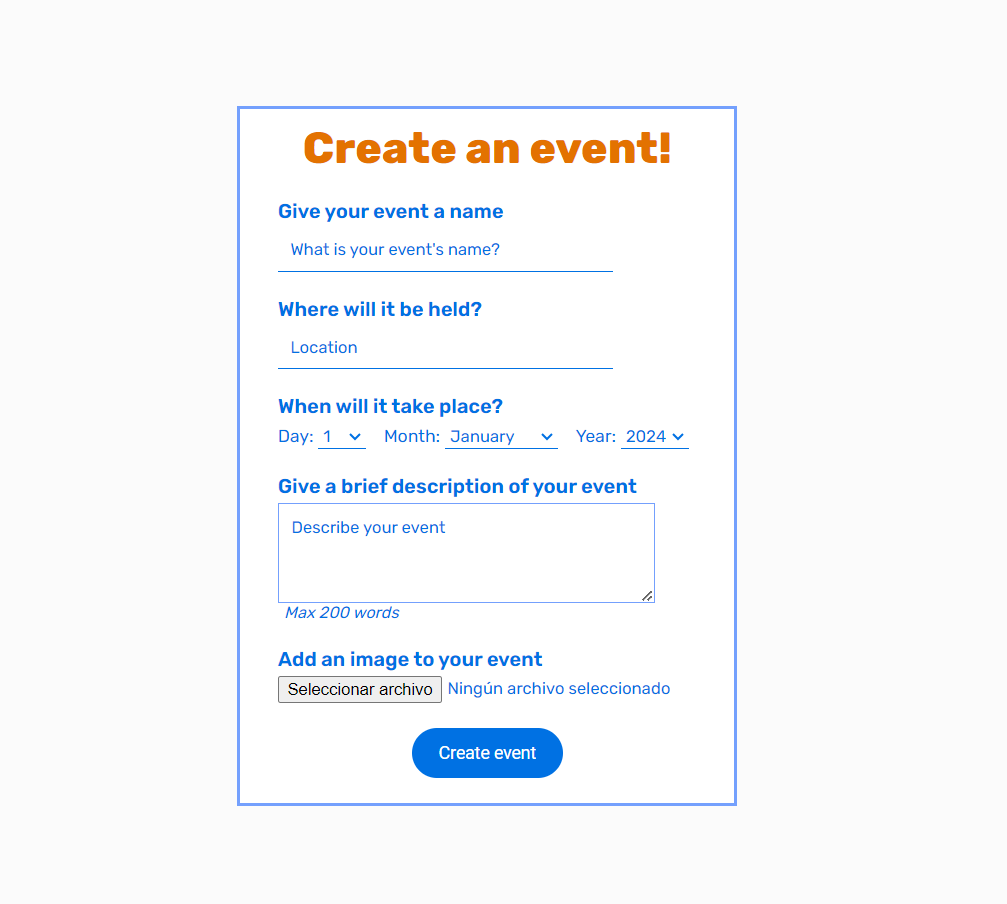 Create an event!
Give your event a name
What is your event's name?
Where will it be held?
Location
When will it take place?
Day: 1 Month: January Year: 2024
Give a brief description of your event
Describe your event
Max 200 words
Add an image to your event
Seleccionar archivo Ningún archivo seleccionado
Create event